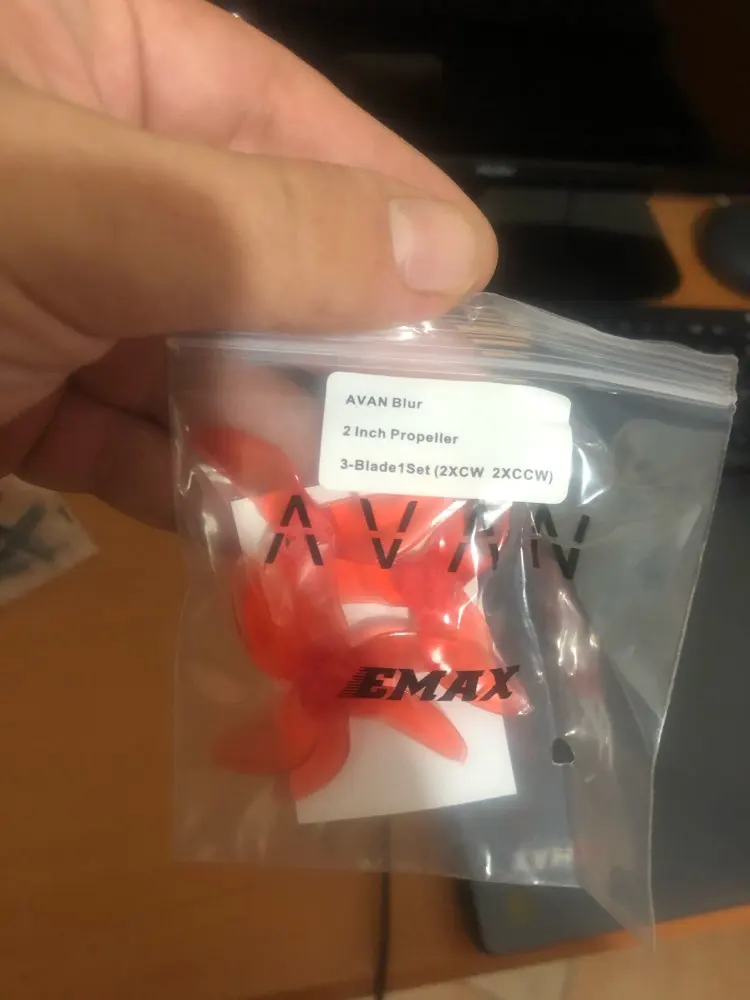 AVAN Blur
2 Inch Propeller
3-Blade1Set (2XCW 2XCCW)
AVAN
EMAX